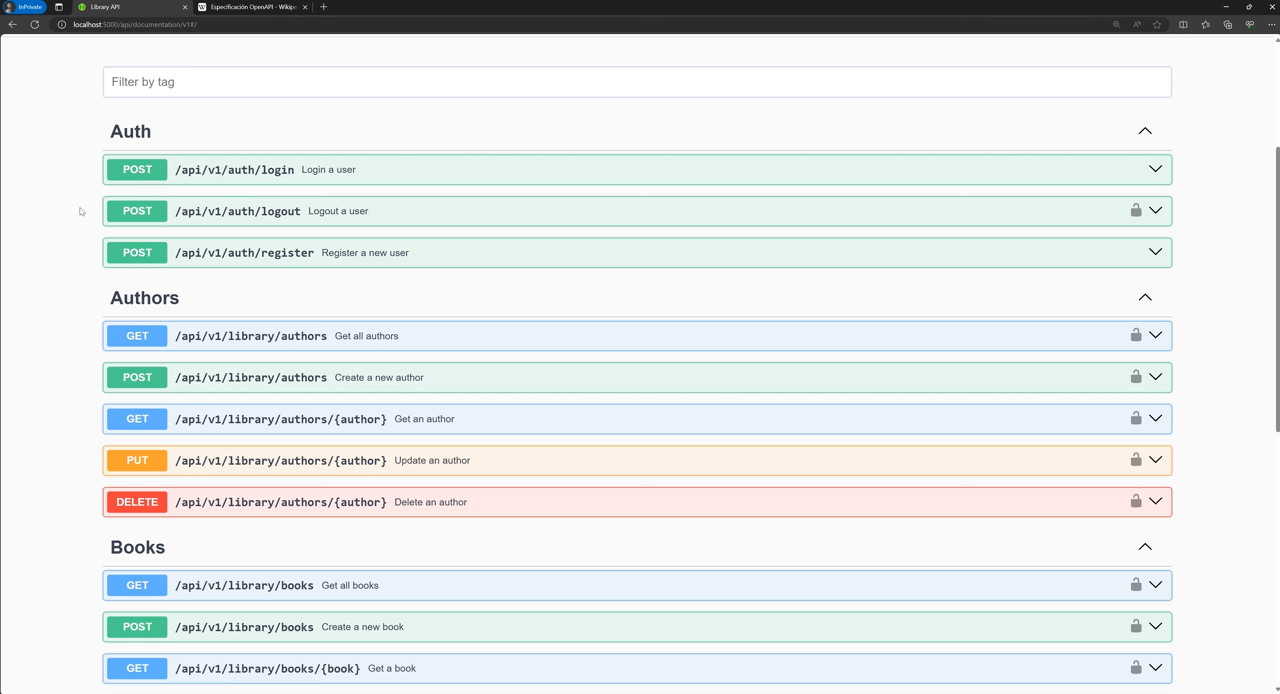 InPrivate
Library API
Especificación OpenAPI - Wikipe
localhost:5000/api/documentation/v1#/
Filter by tag
Auth
POST /api/v1/auth/login Login a user
POST /api/v1/auth/logout Logout a user
POST /api/v1/auth/register Register a new user
Authors
GET /api/v1/library/authors Get all authors
POST /api/v1/library/authors Create a new author
GET /api/v1/library/authors/{author} Get an author
PUT /api/v1/library/authors/{author} Update an author
DELETE /api/v1/library/authors/{author} Delete an author
Books
GET /api/v1/library/books Get all books
POST /api/v1/library/books Create a new book
GET /api/v1/library/books/{book} Get a book